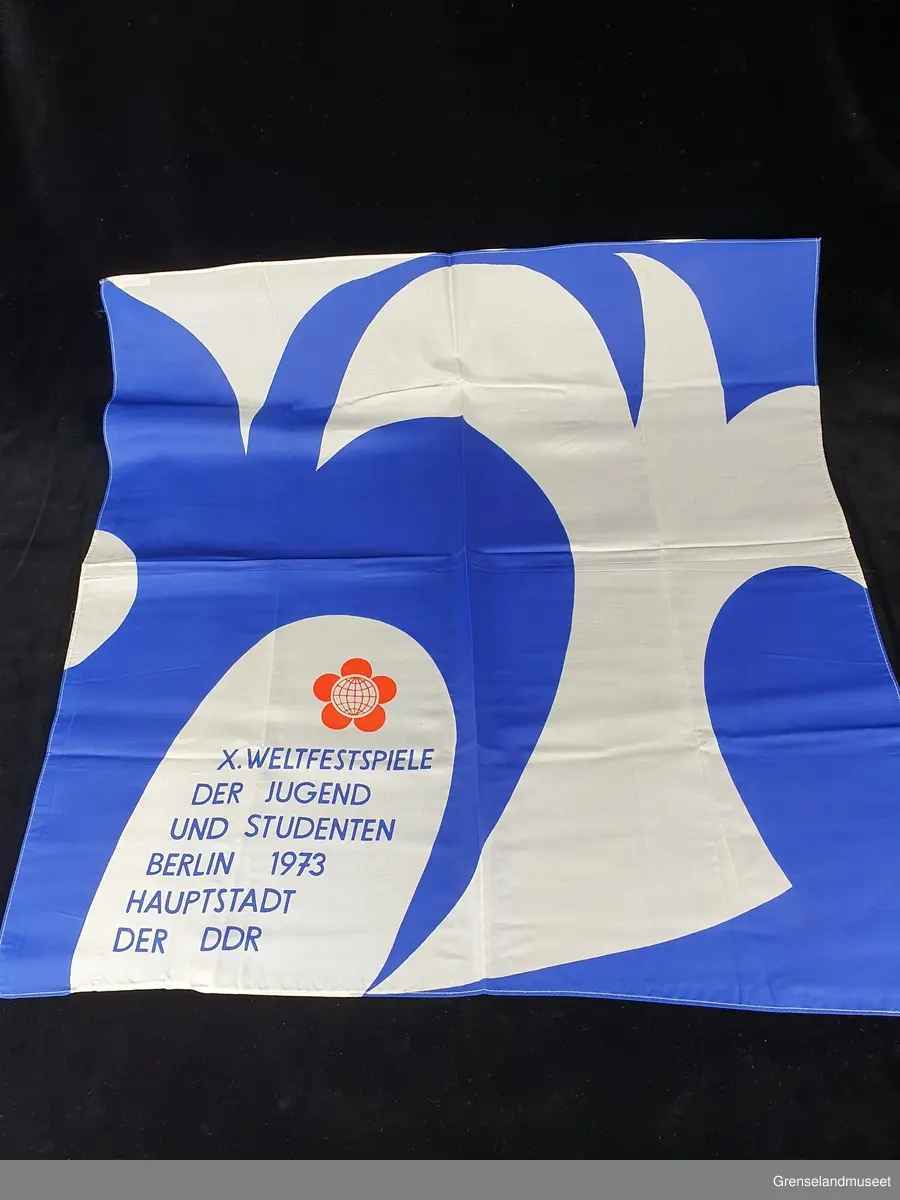 X. WELTFESTSPIELE
DER JUGEND
UND STUDENTEN
BERLIN 1973
HAUPTSTADT
DER DDR
Grenselandmuseet